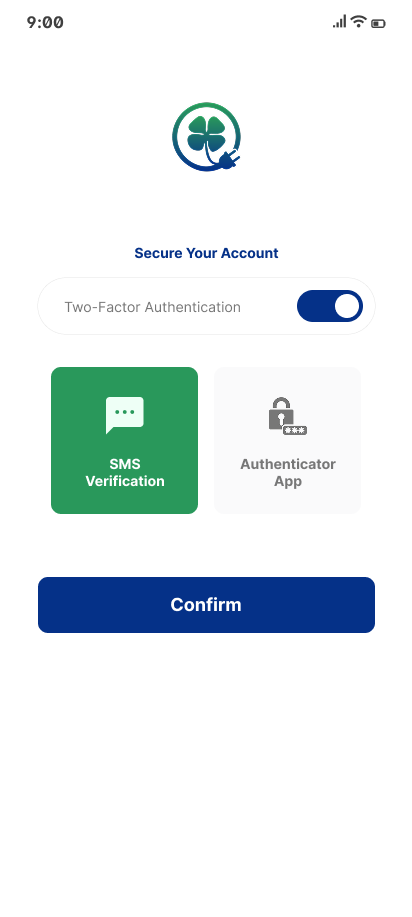 9:00
Secure Your Account
Two-Factor Authentication
SMS
Verification
Authenticator
App
Confirm